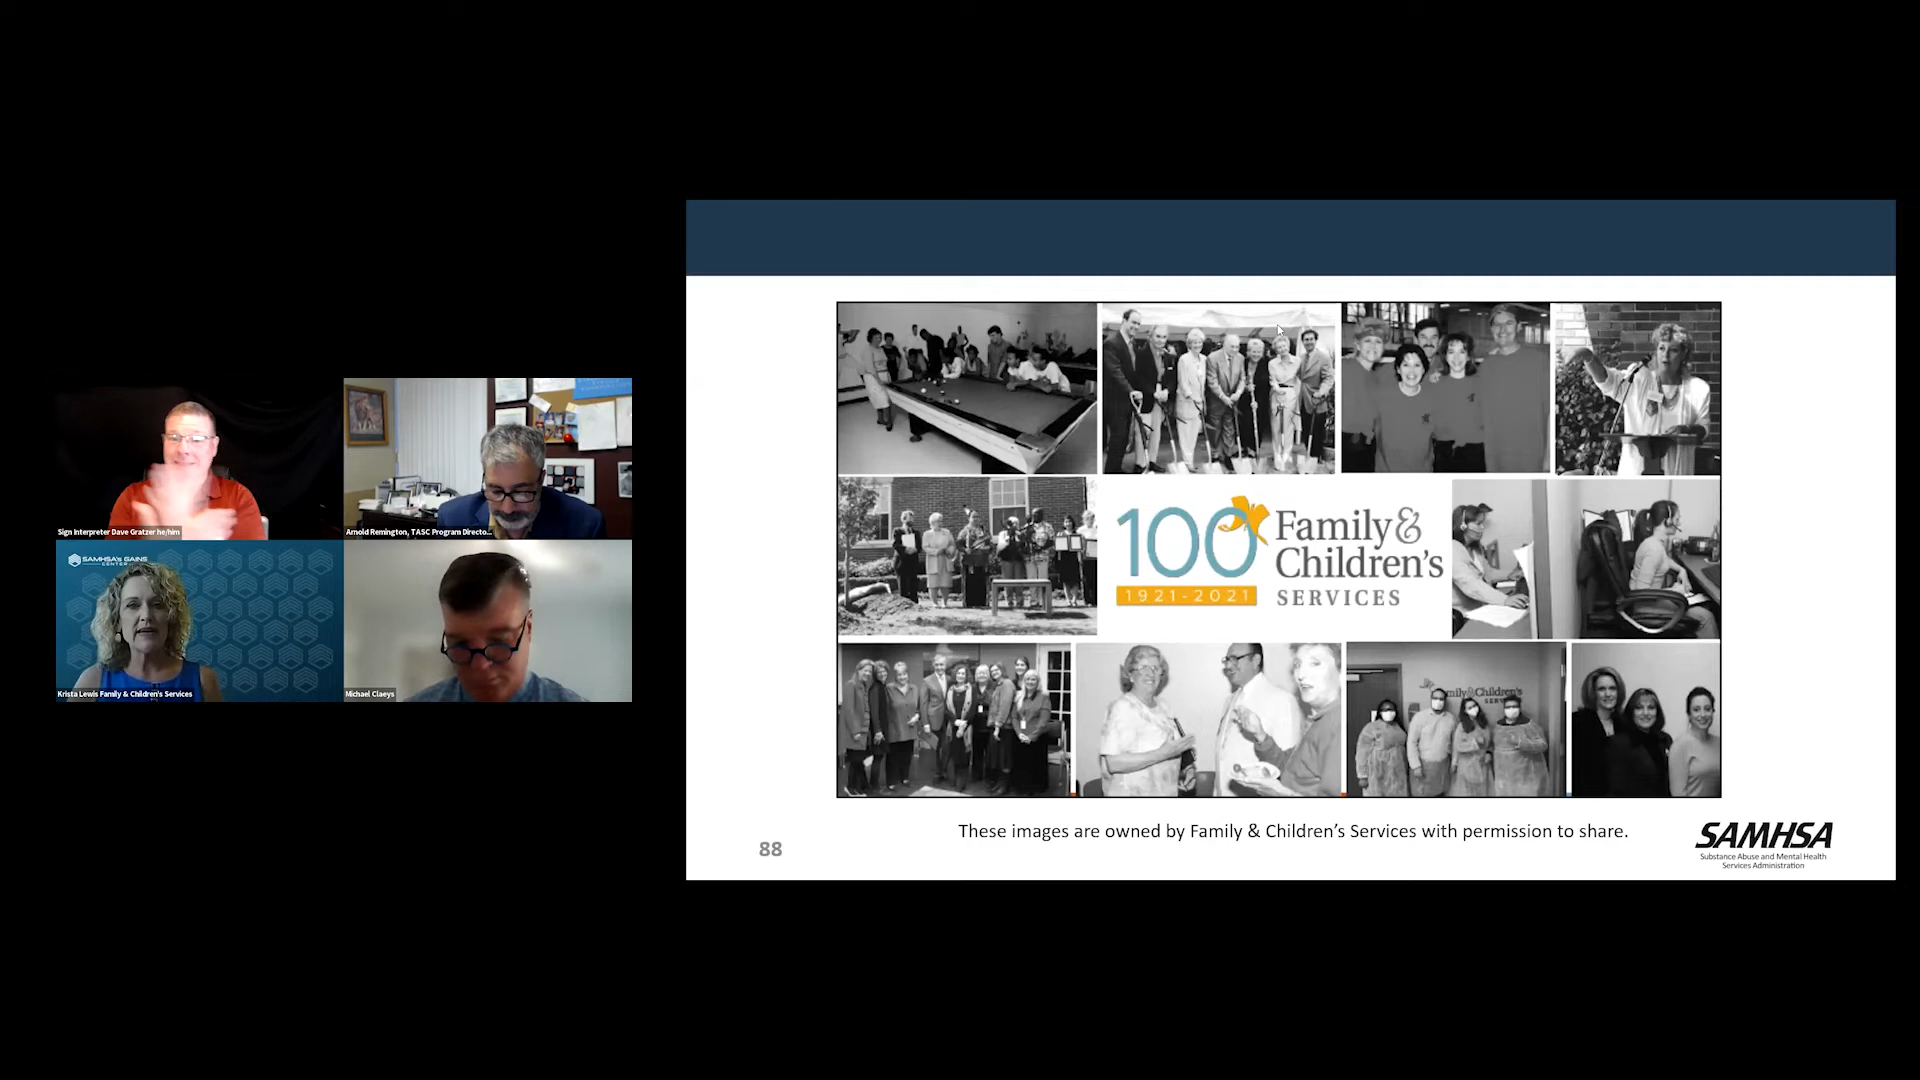 Sign Interpreter Dave Gratzer he/him
Arnold Remington, TASC Program Directo...
SAMHSA's GAINS
CENTER
Krista Lewis Family & Children's Services
Michael Claeys
100
1921-2021
Family &
Children's
SERVICES
Family & Children's
These images are owned by Family & Children's Services with permission to share.
88
SAMHSA
Substance Abuse and Mental Health
Services Administration